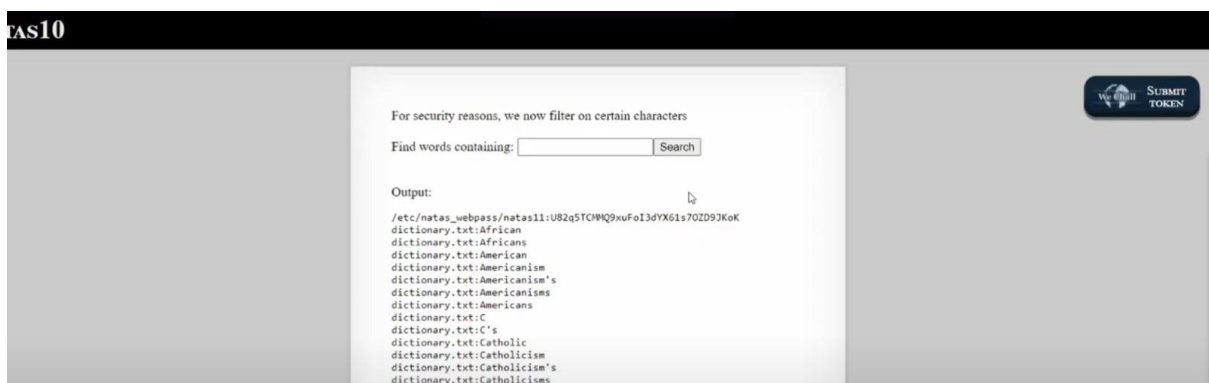 TAS10
We Chall SUBMIT TOKEN
For security reasons, we now filter on certain characters
Find words containing: Search
Output:
/etc/natas_webpass/natas11:U82q5TCMMQ9xuFoI3dYX61s7OZD9JKoK
dictionary.txt:African
dictionary.txt:Africans
dictionary.txt:American
dictionary.txt:Americanism
dictionary.txt:Americanism's
dictionary.txt:Americanisms
dictionary.txt:Americans
dictionary.txt:C
dictionary.txt:C's
dictionary.txt:Catholic
dictionary.txt:Catholicism
dictionary.txt:Catholicism's
dictionary.txt:Catholicisms